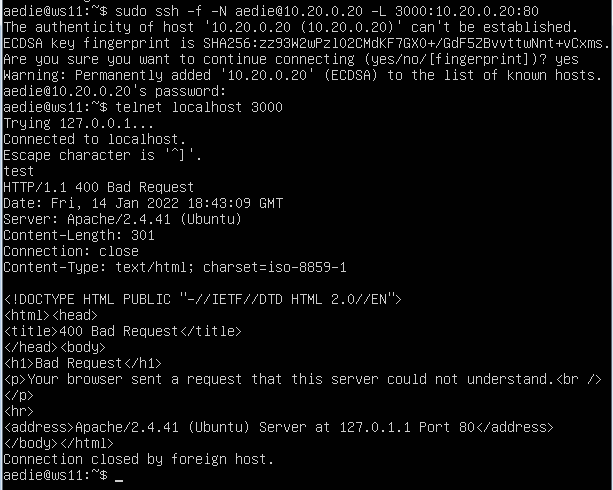 aedie@ws11:~$ sudo ssh -f -N aedie@10.20.0.20 -L 3000:10.20.0.20:80
The authenticity of host '10.20.0.20 (10.20.0.20)' can't be established.
ECDSA key fingerprint is SHA256:zz93W2wPzlO2CMdKF7GXO+/GdF5ZBvvttwNnt+vCxms.
Are you sure you want to continue connecting (yes/no/[fingerprint])? yes
Warning: Permanently added '10.20.0.20' (ECDSA) to the list of known hosts.
aedie@10.20.0.20's password:
aedie@ws11:~$ telnet localhost 3000
Trying 127.0.0.1...
Connected to localhost.
Escape character is '^]'.
test
HTTP/1.1 400 Bad Request
Date: Fri, 14 Jan 2022 18:43:09 GMT
Server: Apache/2.4.41 (Ubuntu)
Content-Length: 301
Connection: close
Content-Type: text/html; charset=iso-8859-1

<!DOCTYPE HTML PUBLIC "-//IETF//DTD HTML 2.0//EN">
<html><head>
<title>400 Bad Request</title>
</head><body>
<h1>Bad Request</h1>
<p>Your browser sent a request that this server could not understand.<br />
</p>
<hr>
<address>Apache/2.4.41 (Ubuntu) Server at 127.0.1.1 Port 80</address>
</body></html>
Connection closed by foreign host.
aedie@ws11:~$ _